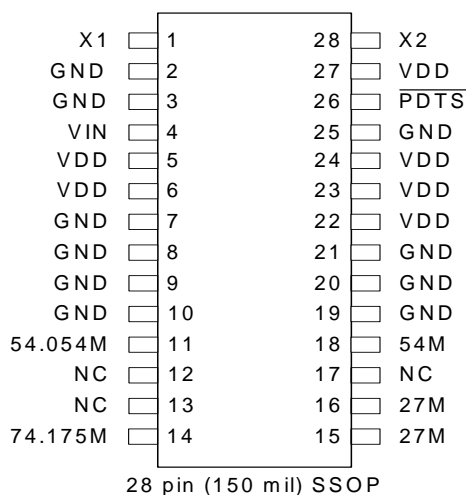 X1 1 28 X2
GND 2 27 VDD
GND 3 26 PDTS
VIN 4 25 GND
VDD 5 24 VDD
VDD 6 23 VDD
GND 7 22 VDD
GND 8 21 GND
GND 9 20 GND
GND 10 19 GND
54.054M 11 18 54M
NC 12 17 NC
NC 13 16 27M
74.175M 14 15 27M
28 pin (150 mil) SSOP